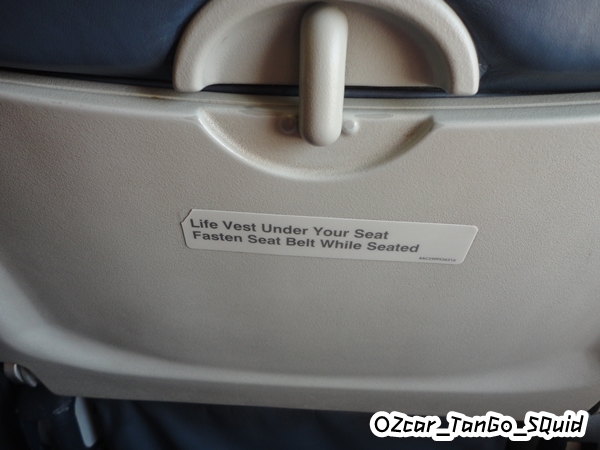 Life Vest Under Your Seat
Fasten Seat Belt While Seated
OZcar_TanGo_SQuid